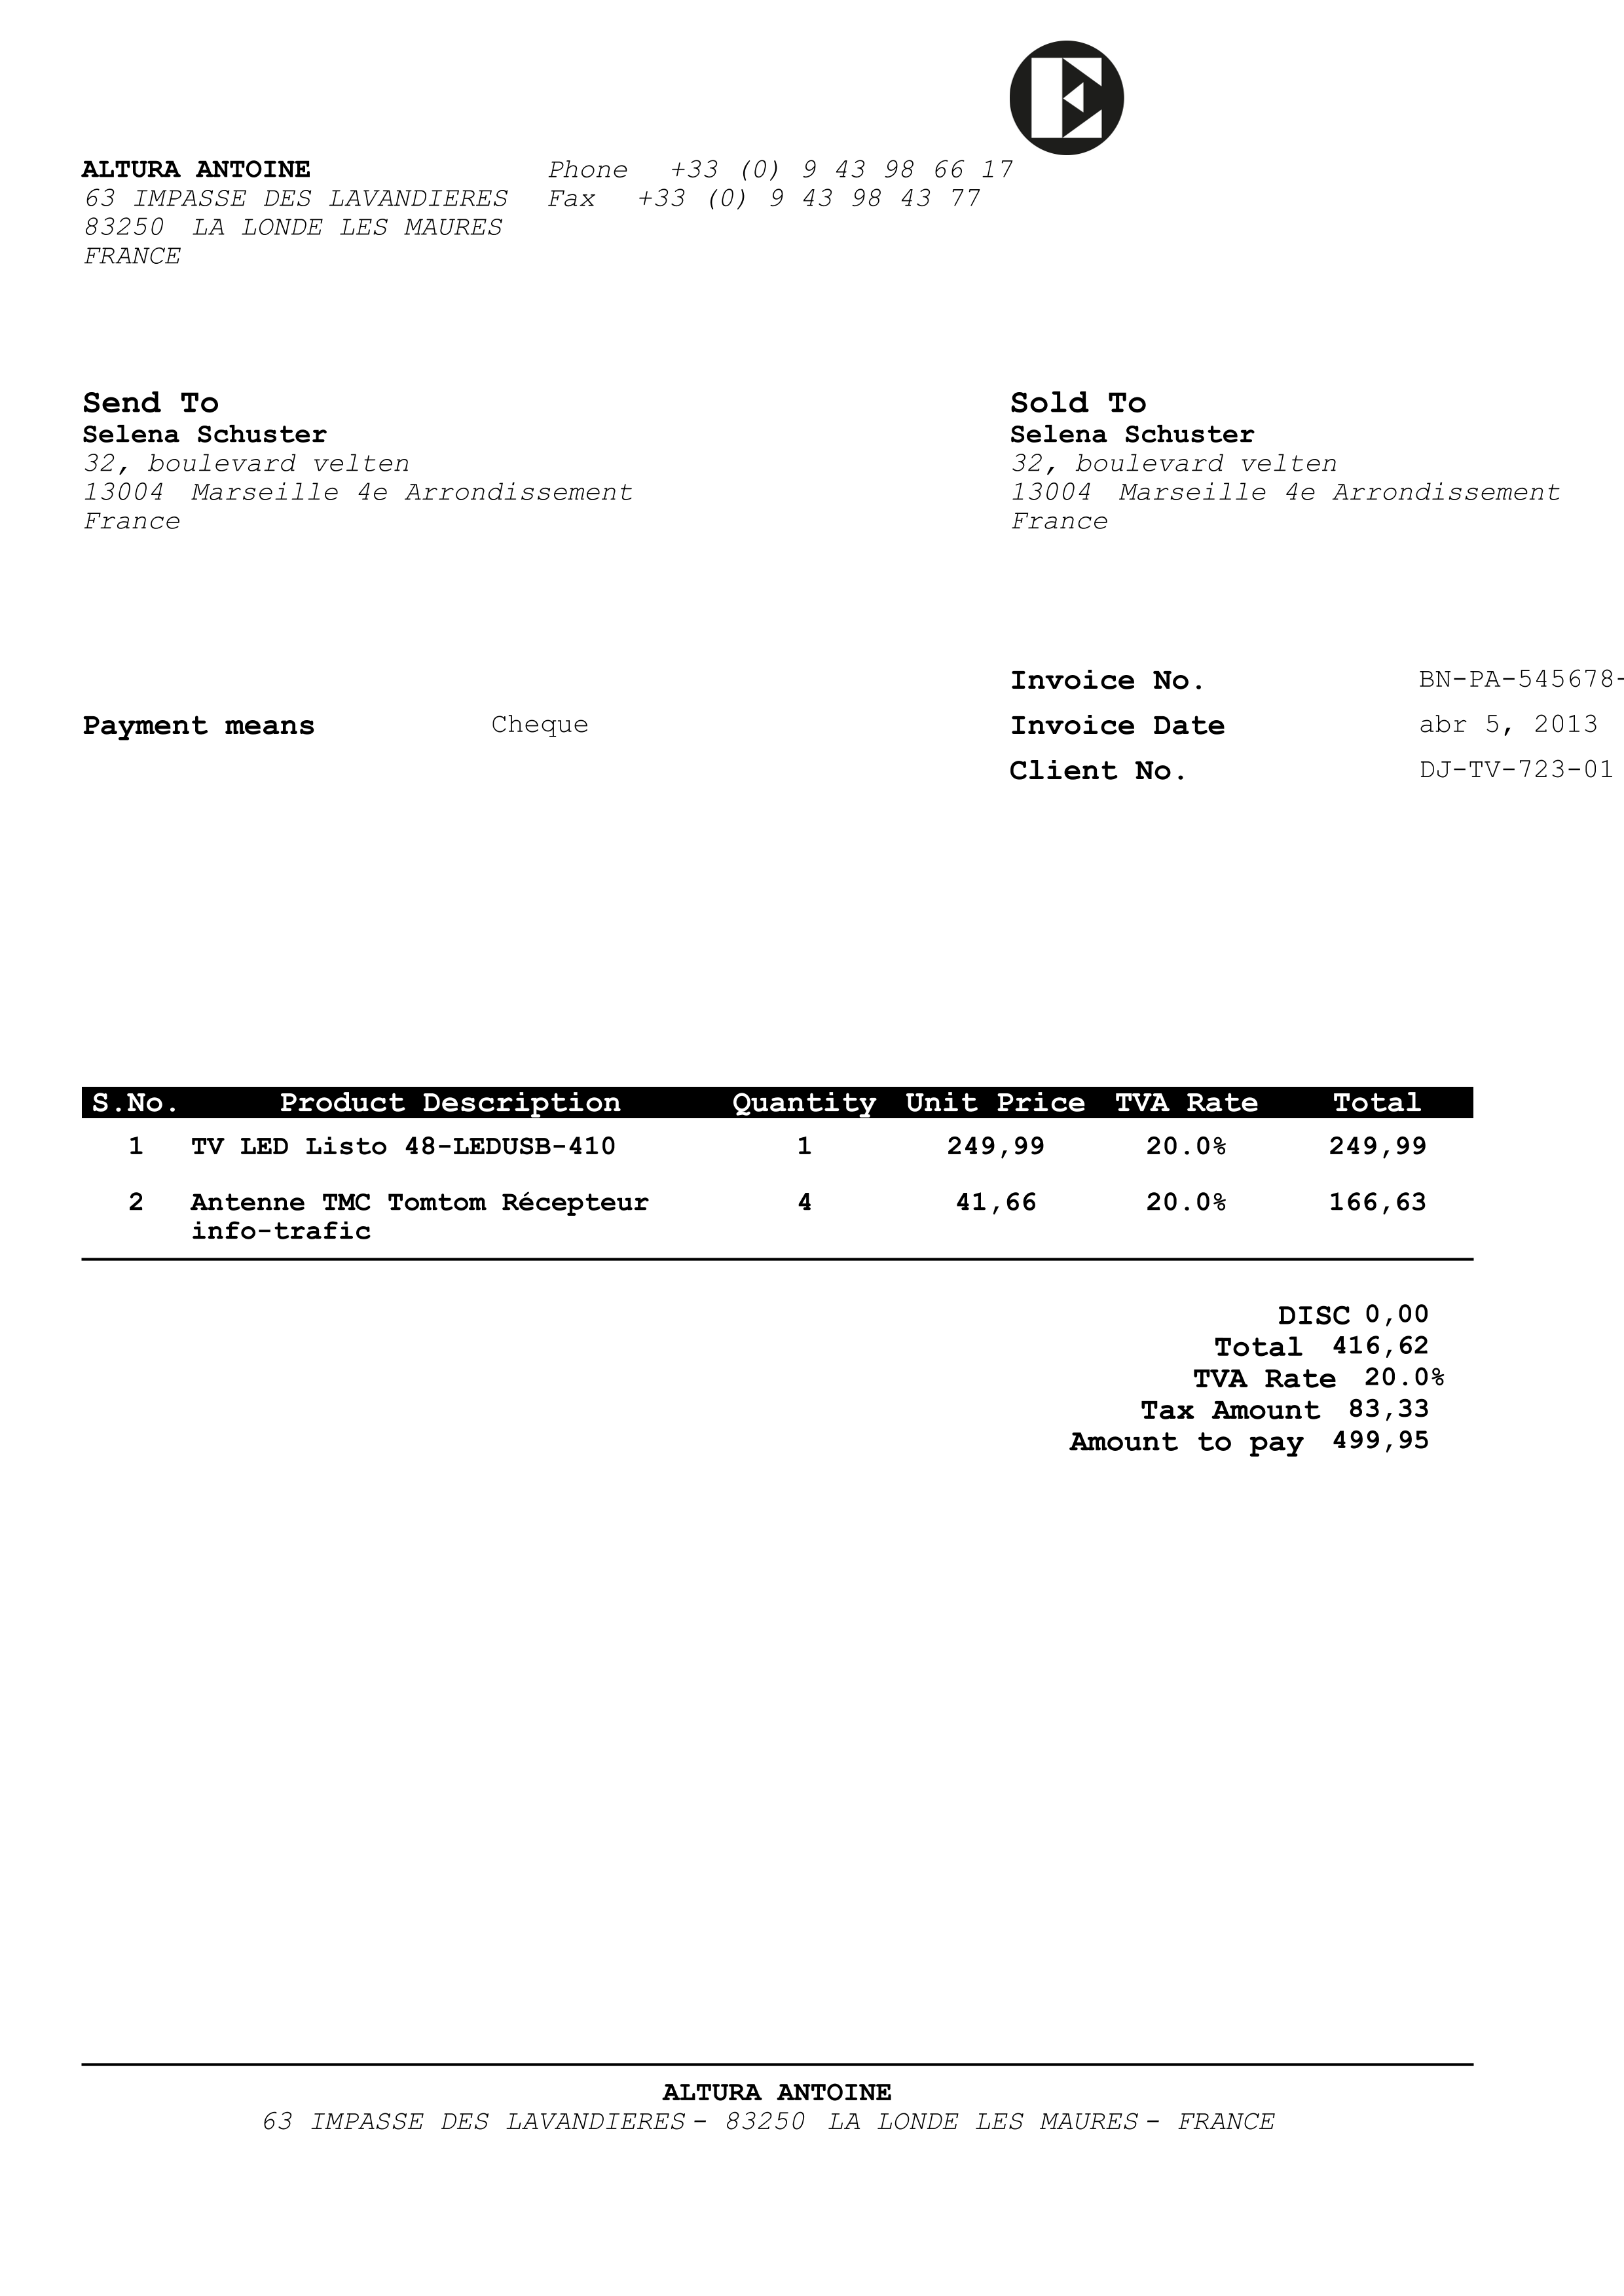 E
ALTURA ANTOINE
63 IMPASSE DES LAVANDIERES
83250 LA LONDE LES MAURES
FRANCE
Phone +33 (0) 9 43 98 66 17
Fax +33 (0) 9 43 98 43 77
Send To
Selena Schuster
32, boulevard velten
13004 Marseille 4e Arrondissement
France
Sold To
Selena Schuster
32, boulevard velten
13004 Marseille 4e Arrondissement
France
Payment means Cheque
Invoice No. BN-PA-545678-
Invoice Date abr 5, 2013
Client No. DJ-TV-723-01
S.No. Product Description Quantity Unit Price TVA Rate Total
1 TV LED Listo 48-LEDUSB-410 1 249,99 20.0% 249,99
2 Antenne TMC Tomtom Récepteur 4 41,66 20.0% 166,63
info-trafic
DISC 0,00
Total 416,62
TVA Rate 20.0%
Tax Amount 83,33
Amount to pay 499,95
ALTURA ANTOINE
63 IMPASSE DES LAVANDIERES - 83250 LA LONDE LES MAURES - FRANCE